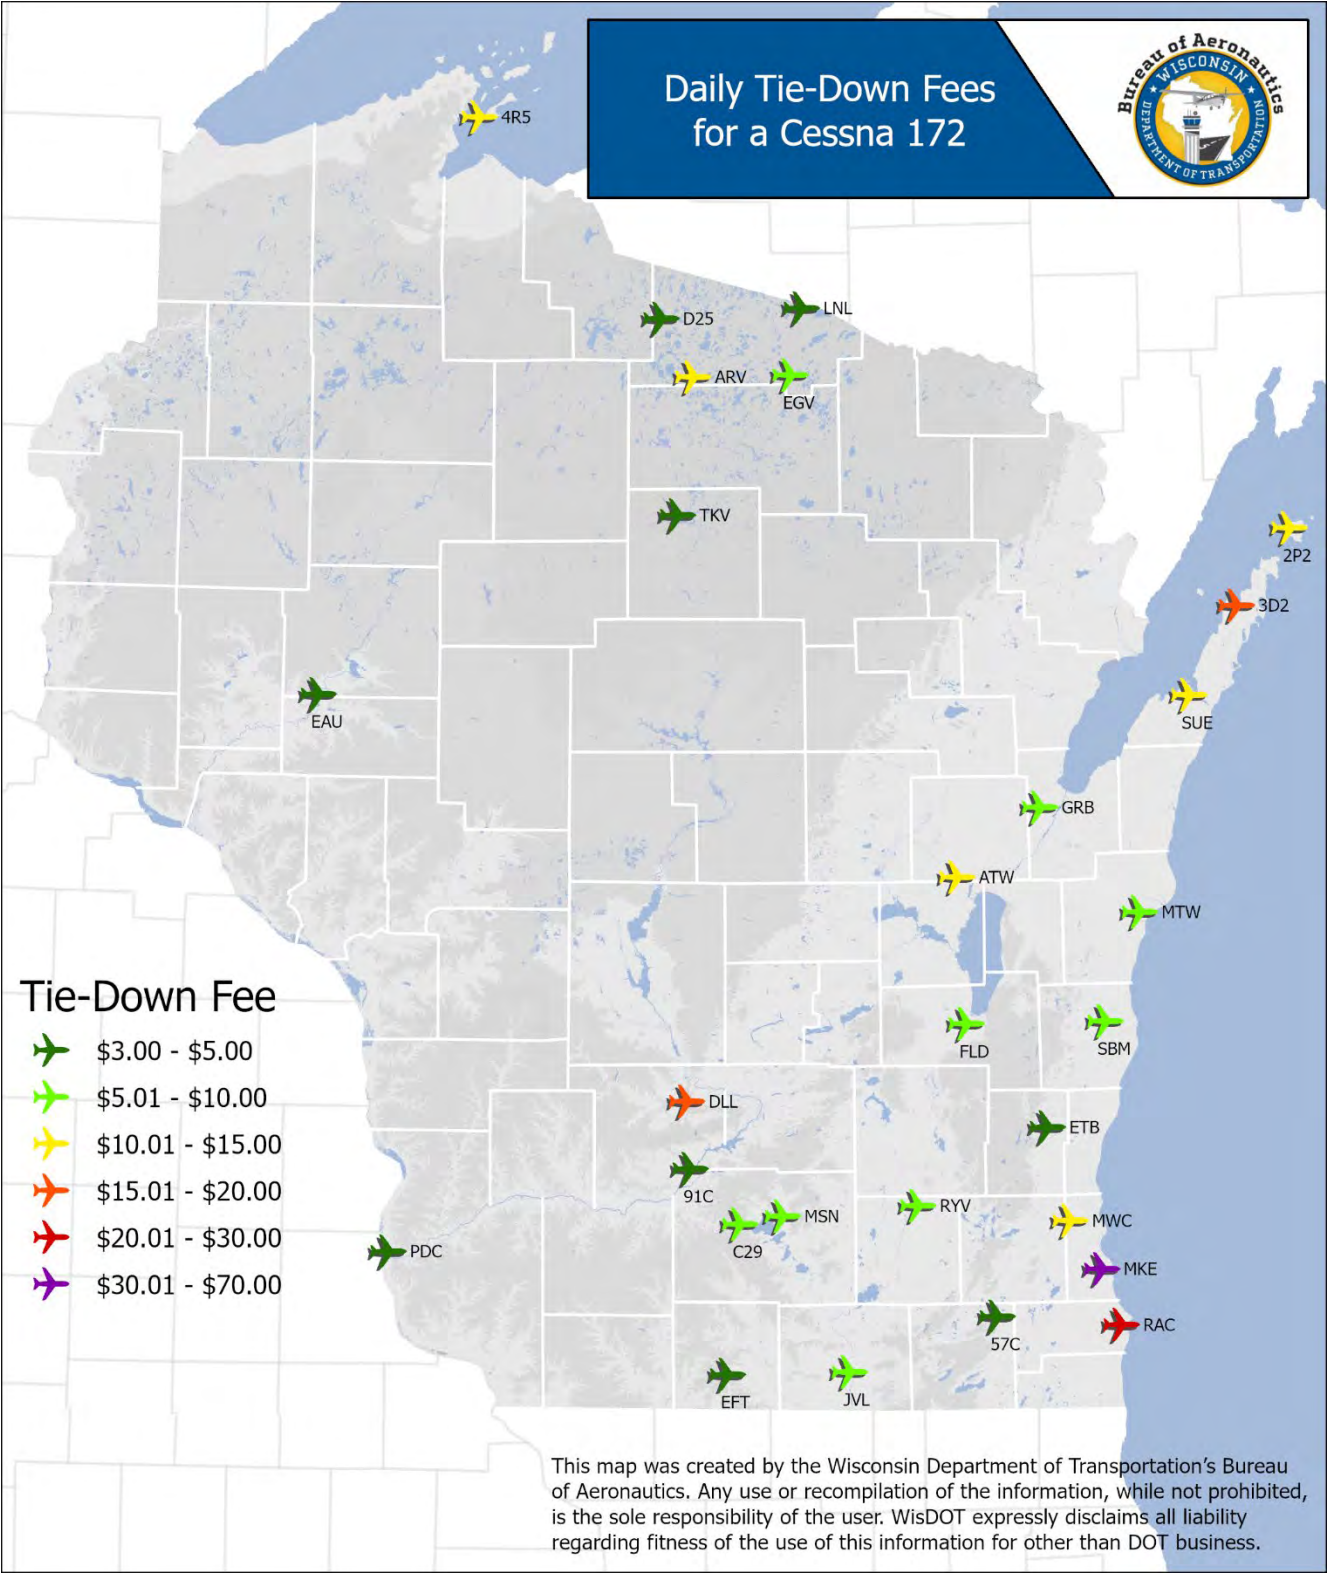 Daily Tie-Down Fees
for a Cessna 172
Bureau of Aeronautics
WISCONSIN
DEPARTMENT OF TRANSPORTATION
4R5
LNL
D25
ARV
EGV
TKV
2P2
3D2
EAU
SUE
GRB
ATW
MTW
Tie-Down Fee
$3.00 - $5.00
$5.01 - $10.00
$10.01 - $15.00
$15.01 - $20.00
$20.01 - $30.00
$30.01 - $70.00
FLD
SBM
DLL
ETB
91C
MSN
RYV
MWC
C29
PDC
MKE
57C
RAC
EFT
JVL
This map was created by the Wisconsin Department of Transportation's Bureau
of Aeronautics. Any use or recompilation of the information, while not prohibited,
is the sole responsibility of the user. WisDOT expressly disclaims all liability
regarding fitness of the use of this information for other than DOT business.